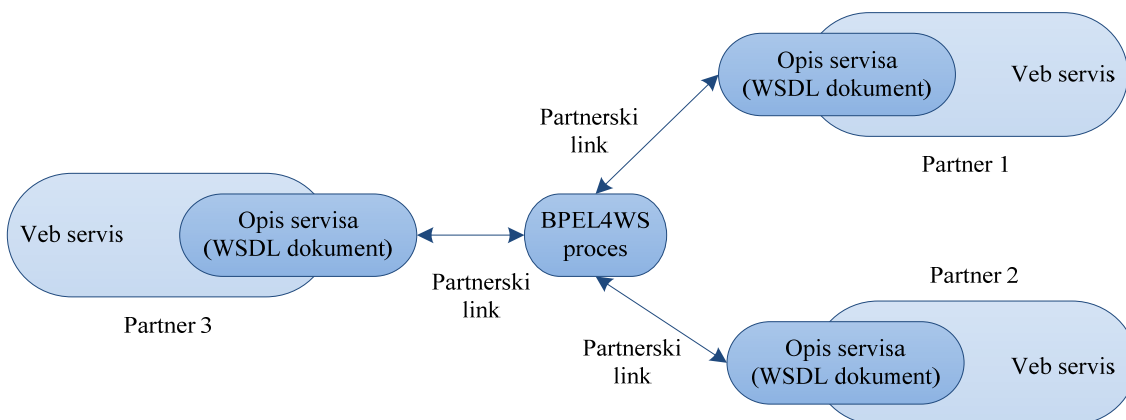 Opis servisa
(WSDL dokument)
Veb servis
Partner 1
Partnerski
link
Veb servis
Opis servisa
(WSDL dokument)
Partner 3
Partnerski
link
BPEL4WS
proces
Partner 2
Partnerski
link
Opis servisa
(WSDL dokument)
Veb servis